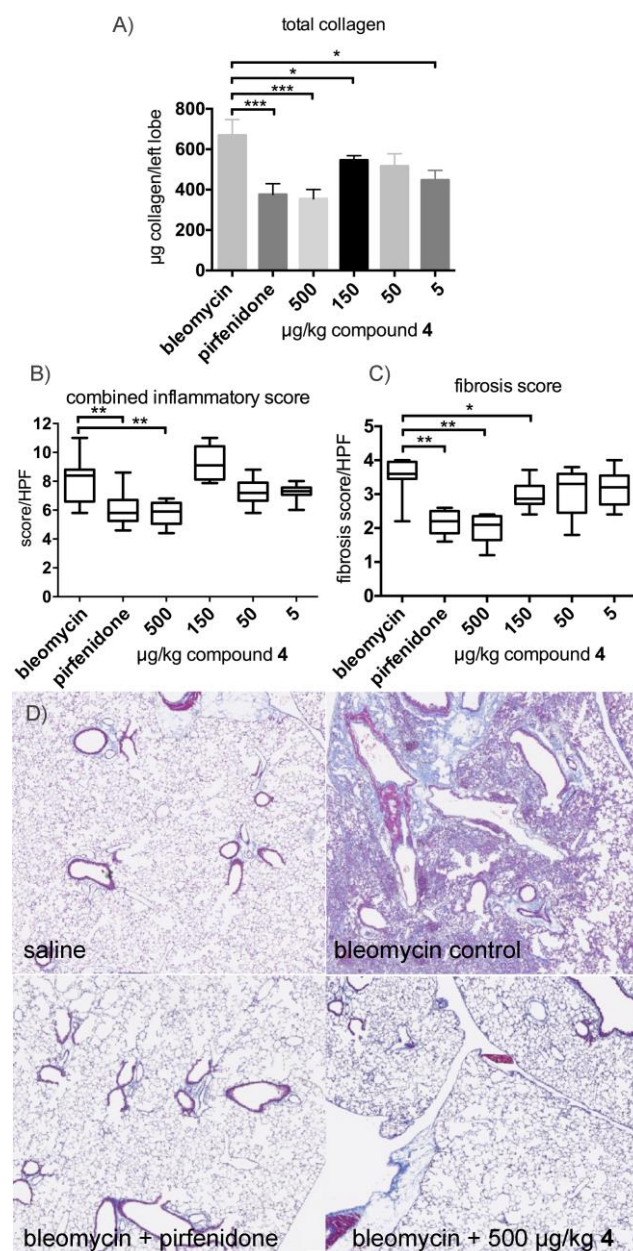 A)
total collagen
*
*
***
***
µg collagen/left lobe
800
600
400
200
0
bleomycin
pirfenidone
500
150
50
5
µg/kg compound 4
B)
combined inflammatory score
**
**
score/HPF
12
10
8
6
4
2
0
bleomycin
pirfenidone
500
150
50
5
µg/kg compound 4
C)
fibrosis score
*
**
**
fibrosis score/HPF
5
4
3
2
1
0
bleomycin
pirfenidone
500
150
50
5
µg/kg compound 4
D)
saline
bleomycin control
bleomycin + pirfenidone
bleomycin + 500 µg/kg 4